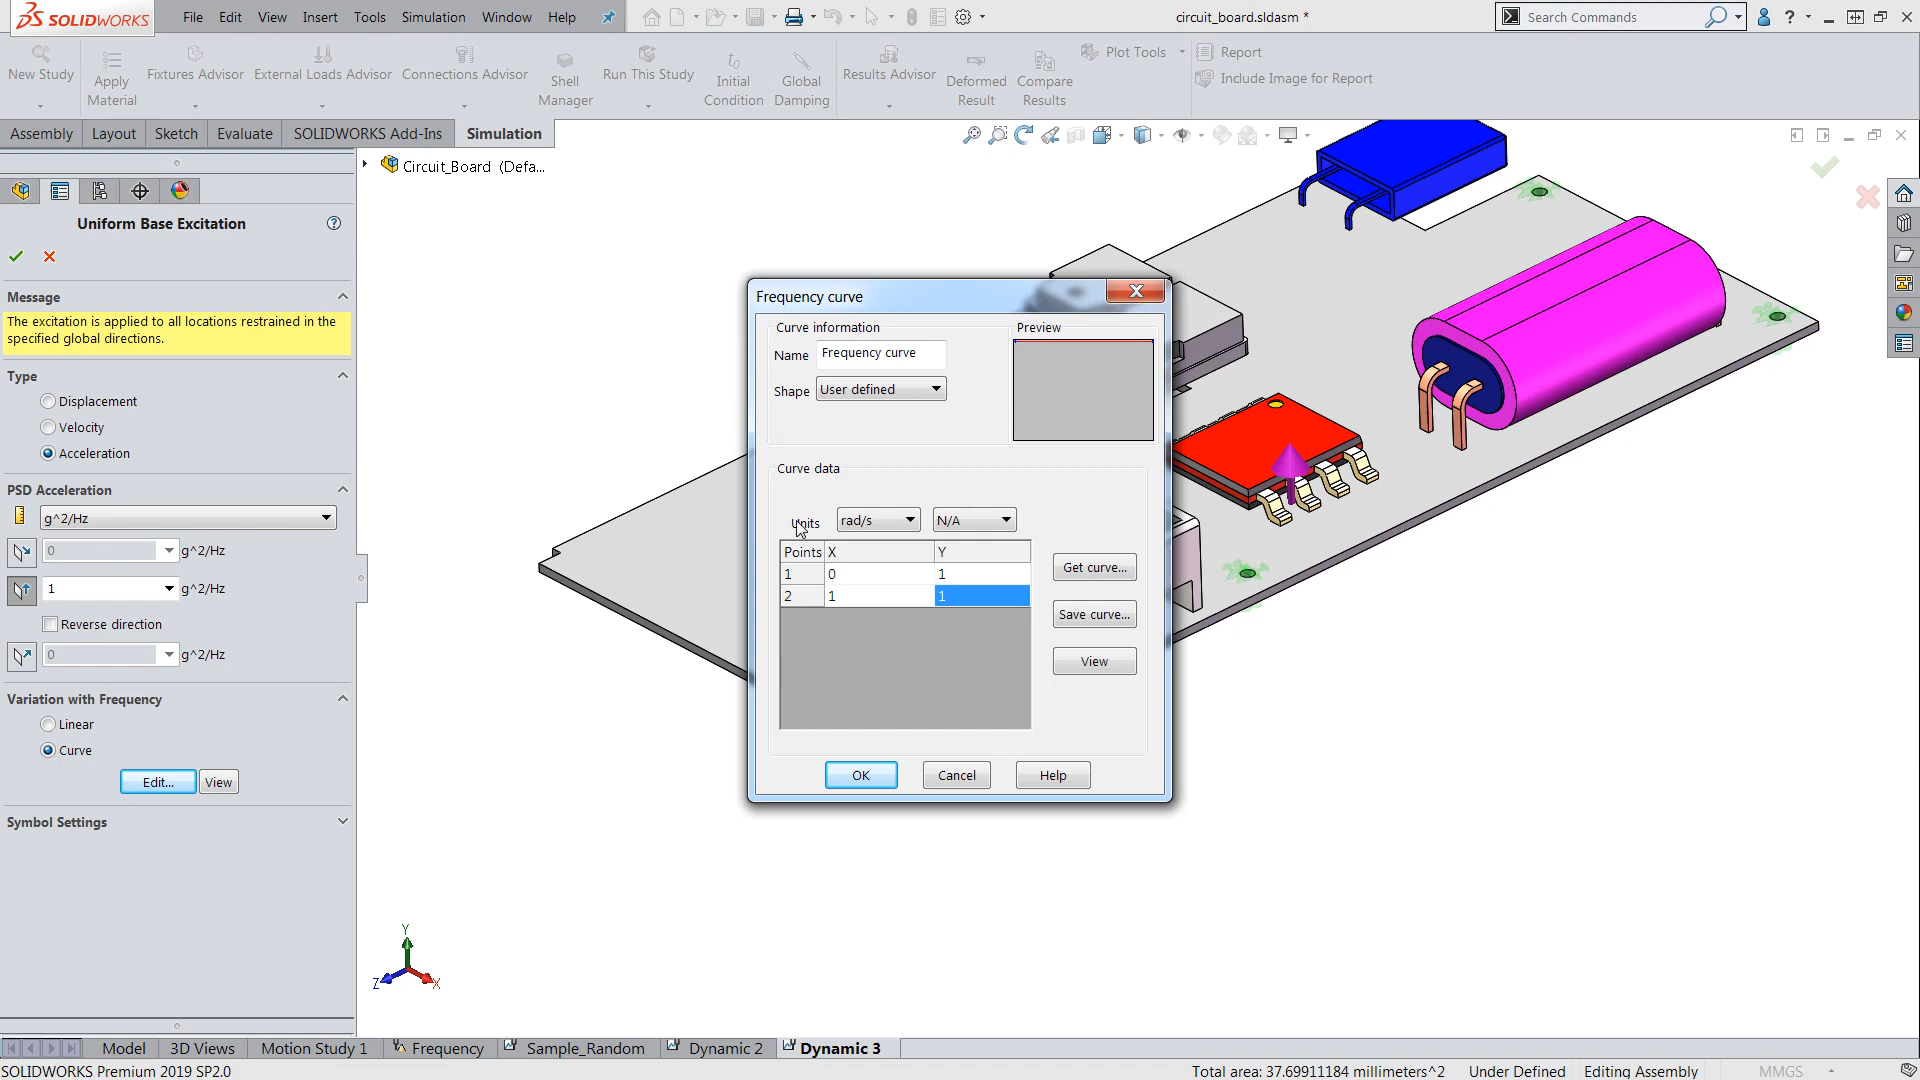 SOLIDWORKS
File Edit View Insert Tools Simulation Window Help
circuit_board.sldasm *
Search Commands
?
New Study
Apply
Material
Fixtures Advisor
External Loads Advisor
Connections Advisor
Shell
Manager
Run This Study
t0
Initial
Condition
Global
Damping
Results Advisor
Deformed
Result
Compare
Results
Plot Tools
Report
Include Image for Report
Assembly Layout Sketch Evaluate SOLIDWORKS Add-Ins Simulation
Circuit_Board (Defa...
Uniform Base Excitation
?
Message
The excitation is applied to all locations restrained in the
specified global directions.
Type
Displacement
Velocity
Acceleration
PSD Acceleration
g^2/Hz
0 g^2/Hz
1 g^2/Hz
Reverse direction
0 g^2/Hz
Variation with Frequency
Linear
Curve
Edit... View
Symbol Settings
Frequency curve
Curve information
Preview
Name Frequency curve
Shape User defined
Curve data
Units rad/s N/A
Points X Y
1 0 1
2 1 1
Get curve...
Save curve...
View
OK Cancel Help
Y
Z
X
Model 3D Views Motion Study 1 Frequency Sample_Random Dynamic 2 Dynamic 3
SOLIDWORKS Premium 2019 SP2.0
Total area: 37.69911184 millimeters^2 Under Defined Editing Assembly MMGS